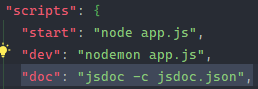 "scripts": {
"start": "node app.js",
"dev": "nodemon app.js",
"doc": "jsdoc -c jsdoc.json",